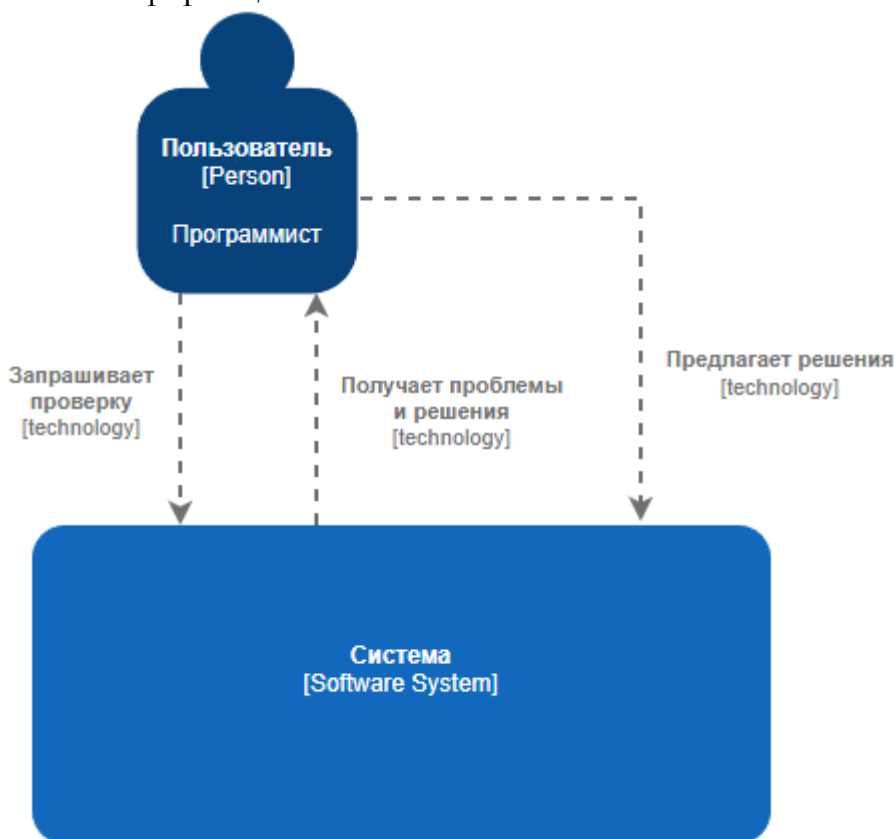 Пользователь
[Person]
Программист
Запрашивает
проверку
[technology]
Получает проблемы
и решения
[technology]
Предлагает решения
[technology]
Система
[Software System]